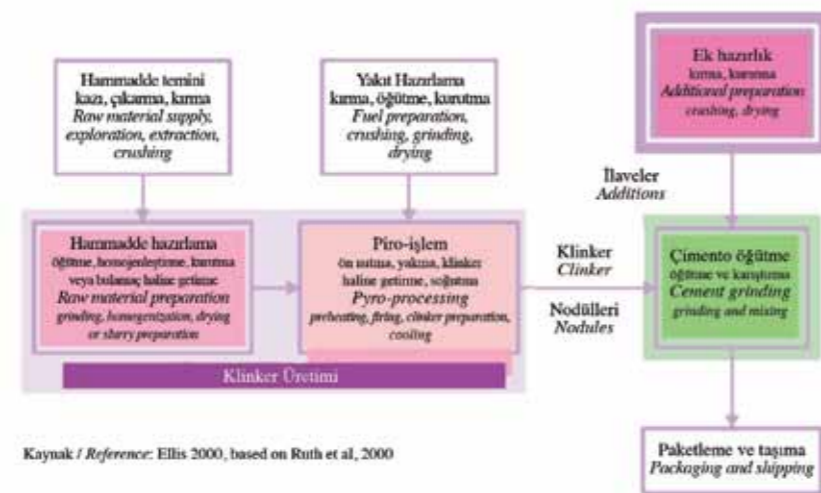 Hammadde temini
kazı, çıkarma, kırma
Raw material supply,
exploration, extraction,
crushing
Yakıt Hazırlama
kırma, öğütme, kurutma
Fuel preparation,
crushing, grinding,
drying
Ek hazırlık
kırma, kurutma
Additional preparation
crushing, drying
İlaveler
Additions
Hammadde hazırlama
öğütme, homojenleştirme, kurutma
veya bulamaç haline getirme
Raw material preparation
grinding, homogenization, drying
or slurry preparation
Piro-işlem
ön ısıtma, yakma, klinker
haline getirme, soğutma
Pyro-processing
preheating, firing, clinker preparation,
cooling
Klinker
Clinker
Nodülleri
Nodules
Çimento öğütme
öğütme ve karıştırma
Cement grinding
grinding and mixing
Klinker Üretimi
Paketleme ve taşıma
Packaging and shipping
Kaynak / Reference: Ellis 2000, based on Ruth et al, 2000